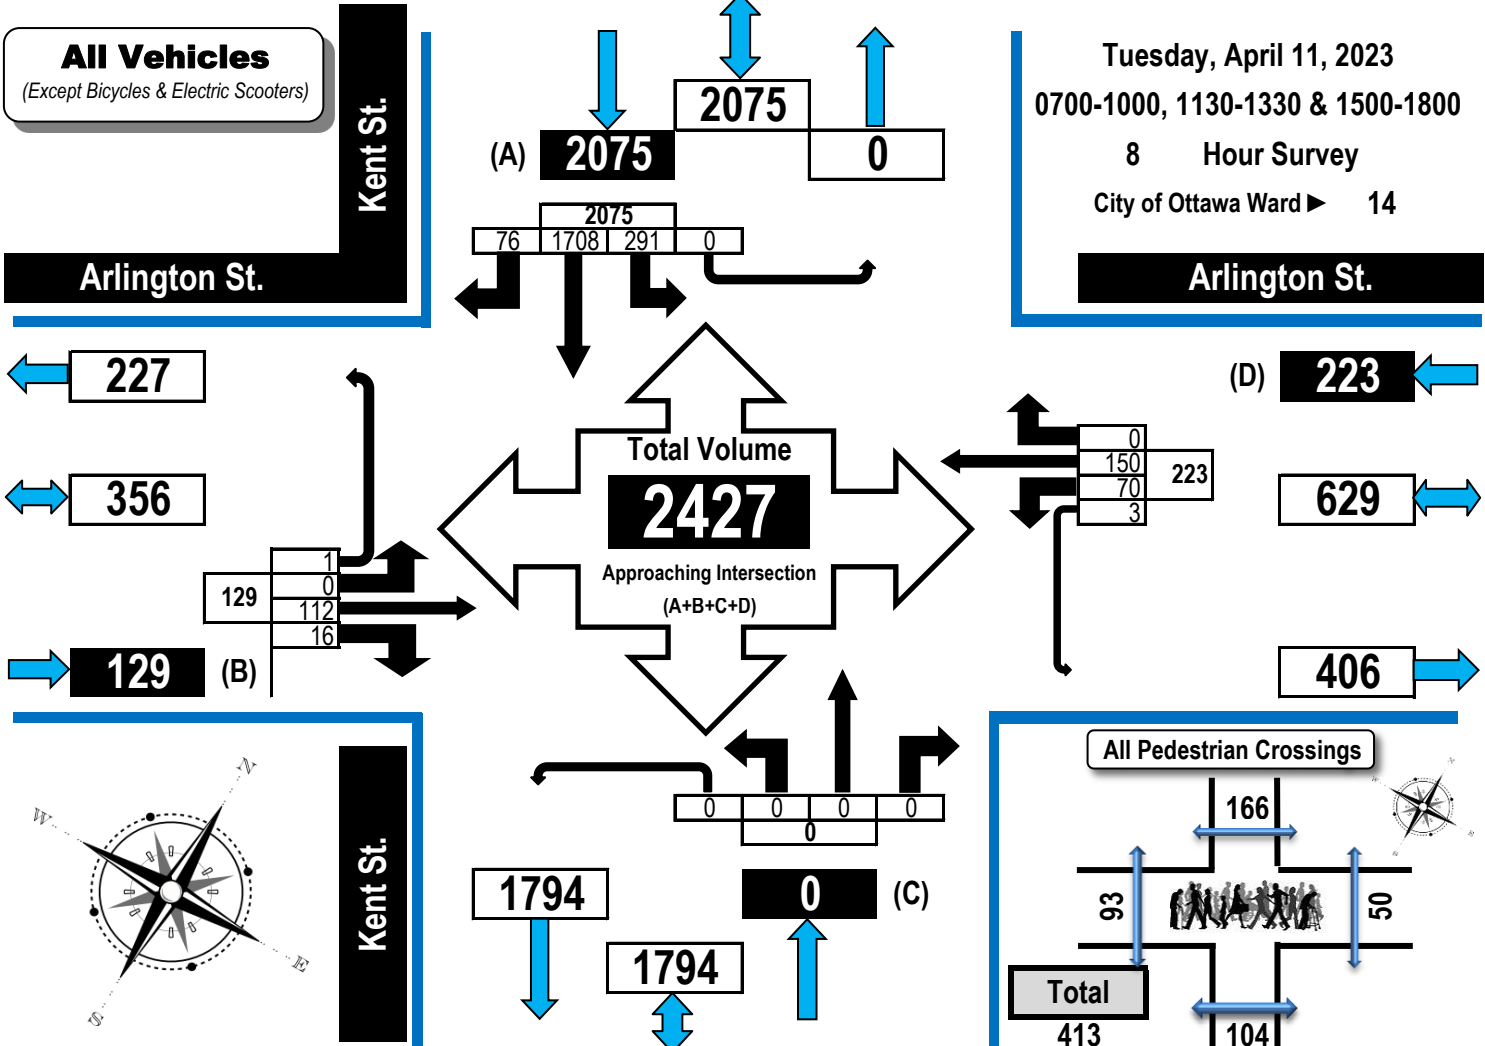 All Vehicles
(Except Bicycles & Electric Scooters)
Kent St.
Arlington St.
2075
(A) 2075
0
2075
76 1708 291 0
Tuesday, April 11, 2023
0700-1000, 1130-1330 & 1500-1800
8 Hour Survey
City of Ottawa Ward ► 14
Arlington St.
227
356
129
1
0
112
16
129 (B)
Total Volume
2427
Approaching Intersection
(A+B+C+D)
(D) 223
0
150
70
3
223
629
406
N
W
E
S
Kent St.
0 0 0 0
0
1794
0 (C)
1794
All Pedestrian Crossings
166
93
50
Total
413
104